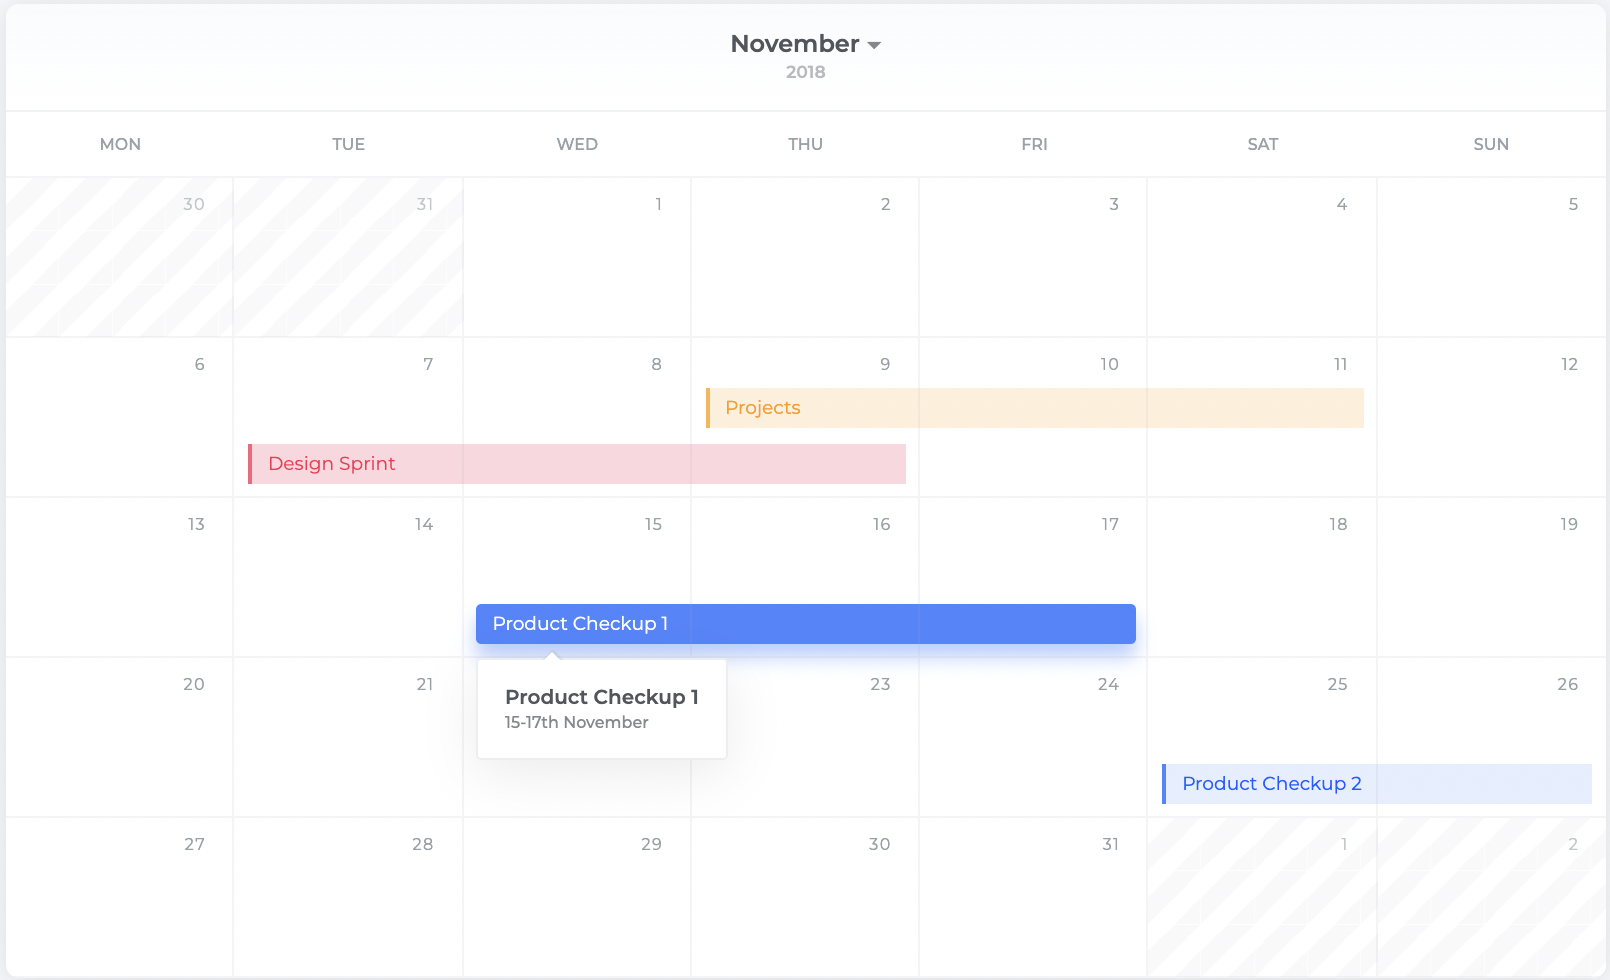 November
2018
MON TUE WED THU FRI SAT SUN
30 31 1 2 3 4 5
6 7 8 9 10 11 12
Projects
Design Sprint
13 14 15 16 17 18 19
Product Checkup 1
20 21 23 24 25 26
Product Checkup 1
15-17th November
Product Checkup 2
27 28 29 30 31 1 2